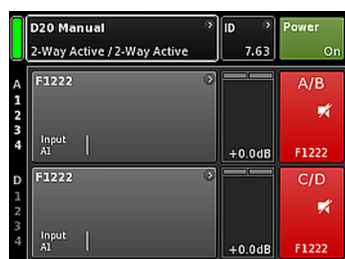 D20 Manual
2-Way Active / 2-Way Active
ID
7.63
Power
On
A
1
2
3
4
F1222
Input
A1
+0.0dB
A/B
F1222
D
1
2
3
4
F1222
Input
A1
+0.0dB
C/D
F1222